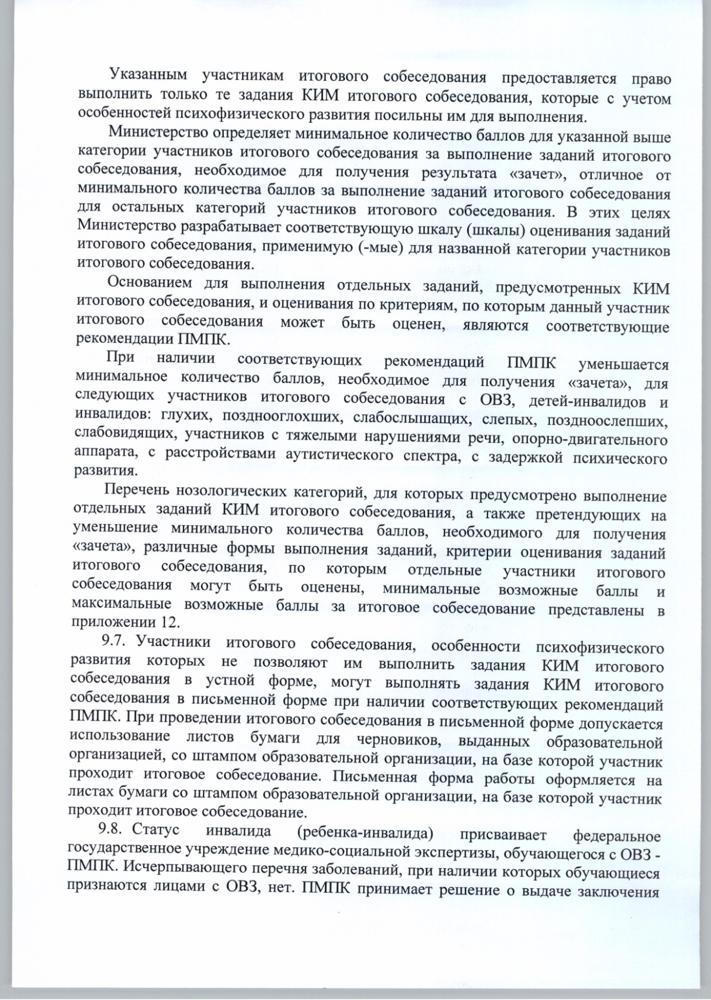 Указанным участникам итогового собеседования предоставляется право
выполнить только те задания КИМ итогового собеседования, которые с учетом
особенностей психофизического развития посильны им для выполнения.
Министерство определяет минимальное количество баллов для указанной выше
категории участников итогового собеседования за выполнение заданий итогового
собеседования, необходимое для получения результата «зачет», отличное от
минимального количества баллов за выполнение заданий итогового собеседования
для остальных категорий участников итогового собеседования. В этих целях
Министерство разрабатывает соответствующую шкалу (шкалы) оценивания заданий
итогового собеседования, применимую (-мые) для названной категории участников
итогового собеседования.
Основанием для выполнения отдельных заданий, предусмотренных КИМ
итогового собеседования, и оценивания по критериям, по которым данный участник
итогового собеседования может быть оценен, являются соответствующие
рекомендации ПМПК.
При наличии соответствующих рекомендаций ПМПК уменьшается
минимальное количество баллов, необходимое для получения «зачета», для
следующих участников итогового собеседования с ОВЗ, детей-инвалидов и
инвалидов: глухих, позднооглохших, слабослышащих, слепых, поздноослепших,
слабовидящих, участников с тяжелыми нарушениями речи, опорно-двигательного
аппарата, с расстройствами аутистического спектра, с задержкой психического
развития.
Перечень нозологических категорий, для которых предусмотрено выполнение
отдельных заданий КИМ итогового собеседования, а также претендующих на
уменьшение минимального количества баллов, необходимого для получения
«зачета», различные формы выполнения заданий, критерии оценивания заданий
итогового собеседования, по которым отдельные участники итогового
собеседования могут быть оценены, минимальные возможные баллы и
максимальные возможные баллы за итоговое собеседование представлены в
приложении 12.
9.7. Участники итогового собеседования, особенности психофизического
развития которых не позволяют им выполнить задания КИМ итогового
собеседования в устной форме, могут выполнять задания КИМ итогового
собеседования в письменной форме при наличии соответствующих рекомендаций
ПМПК. При проведении итогового собеседования в письменной форме допускается
использование листов бумаги для черновиков, выданных образовательной
организацией, со штампом образовательной организации, на базе которой участник
проходит итоговое собеседование. Письменная форма работы оформляется на
листах бумаги со штампом образовательной организации, на базе которой участник
проходит итоговое собеседование.
9.8. Статус инвалида (ребенка-инвалида) присваивает федеральное
государственное учреждение медико-социальной экспертизы, обучающегося с ОВЗ -
ПМПК. Исчерпывающего перечня заболеваний, при наличии которых обучающиеся
признаются лицами с ОВЗ, нет. ПМПК принимает решение о выдаче заключения